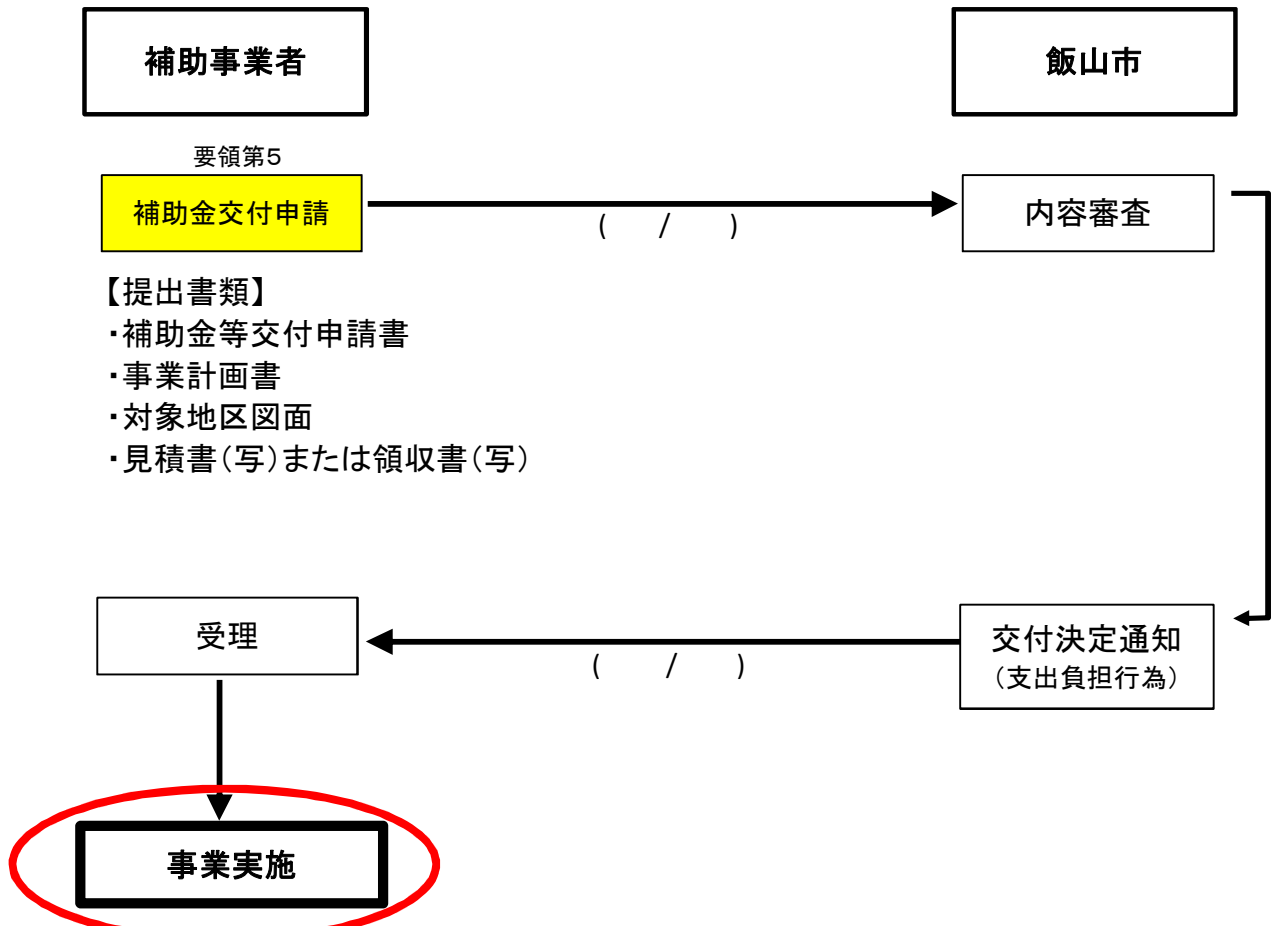 補助事業者
飯山市
要領第5
補助金交付申請
( / )
内容審査
【提出書類】
・補助金等交付申請書
・事業計画書
・対象地区図面
・見積書(写)または領収書(写)
受理
( / )
交付決定通知
(支出負担行為)
事業実施